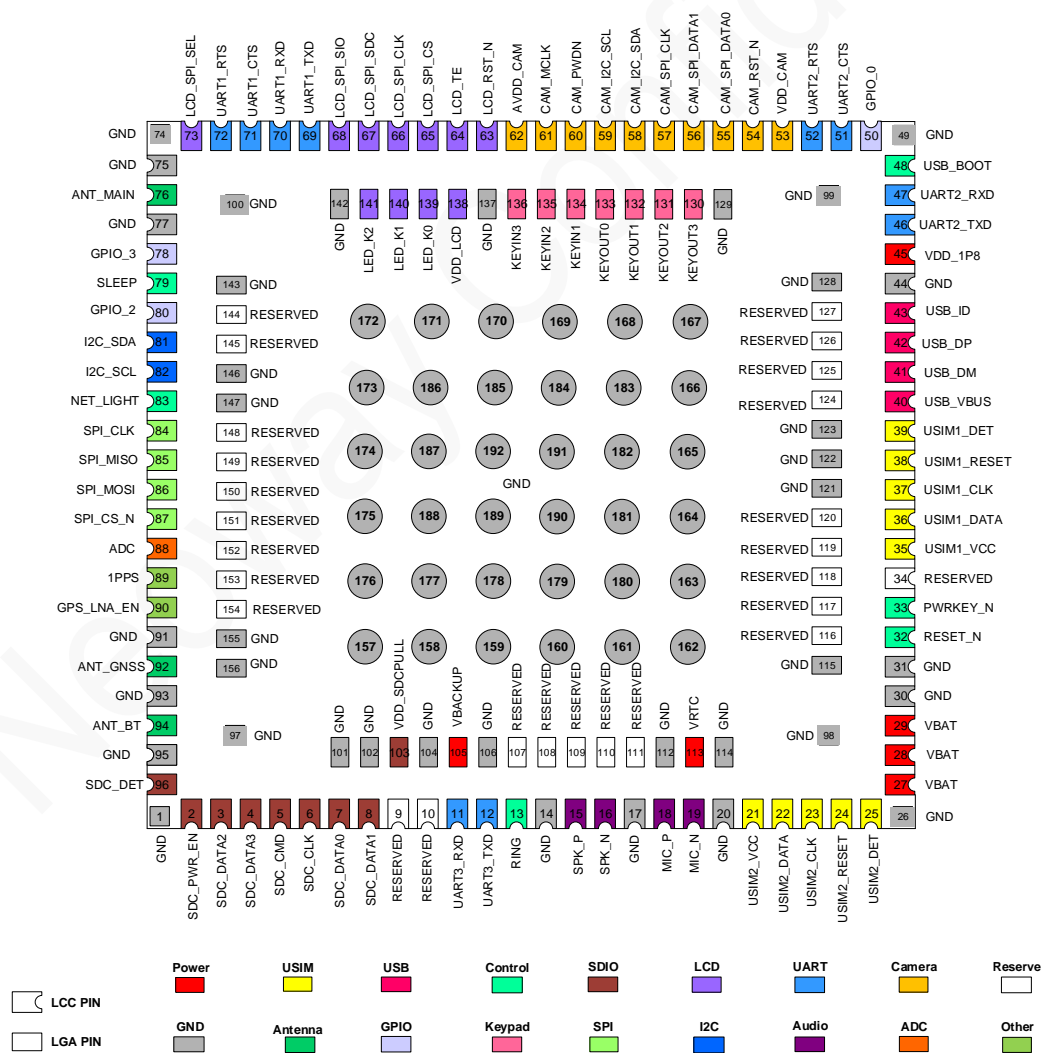 LCD_SPI_SEL
UART1_RTS
UART1_CTS
UART1_RXD
UART1_TXD
LCD_SPI_SIO
LCD_SPI_SDC
LCD_SPI_CLK
LCD_SPI_CS
LCD_TE
LCD_RST_N
AVDD_CAM
CAM_MCLK
CAM_PWDN
CAM_I2C_SCL
CAM_I2C_SDA
CAM_SPI_CLK
CAM_SPI_DATA1
CAM_SPI_DATA0
CAM_RST_N
VDD_CAM
UART2_RTS
UART2_CTS
GPIO_0
GND 74 73 72 71 70 69 68 67 66 65 64 63 62 61 60 59 58 57 56 55 54 53 52 51 50 49 GND
GND 75
48 USB_BOOT
ANT_MAIN 76
100 GND
142 141 140 139 138 137 136 135 134 133 132 131 130 129
GND 99
47 UART2_RXD
GND 77
46 UART2_TXD
GND
LED_K2
LED_K1
LED_K0
VDD_LCD
GND
KEYIN3
KEYIN2
KEYIN1
KEYOUT0
KEYOUT1
KEYOUT2
KEYOUT3
GND
GPIO_3 78
45 VDD_1P8
SLEEP 79
143 GND
GND 128
44 GND
GPIO_2 80
144 RESERVED
172 171 170 169 168 167
RESERVED 127
43 USB_ID
I2C_SDA 81
145 RESERVED
RESERVED 126
42 USB_DP
I2C_SCL 82
146 GND
RESERVED 125
41 USB_DM
173 186 185 184 183 166
NET_LIGHT 83
147 GND
RESERVED 124
40 USB_VBUS
SPI_CLK 84
148 RESERVED
GND 123
39 USIM1_DET
174 187 192 191 182 165
SPI_MISO 85
149 RESERVED
GND 122
38 USIM1_RESET
GND
SPI_MOSI 86
150 RESERVED
GND 121
37 USIM1_CLK
SPI_CS_N 87
151 RESERVED
175 188 189 190 181 164
RESERVED 120
36 USIM1_DATA
ADC 88
152 RESERVED
RESERVED 119
35 USIM1_VCC
1PPS 89
153 RESERVED
176 177 178 179 180 163
RESERVED 118
34 RESERVED
GPS_LNA_EN 90
154 RESERVED
RESERVED 117
33 PWRKEY_N
GND 91
155 GND
157 158 159 160 161 162
RESERVED 116
32 RESET_N
ANT_GNSS 92
156 GND
GND 115
31 GND
GND 93
30 GND
GND
GND
VDD_SDCPULL
GND
VBACKUP
GND
RESERVED
RESERVED
RESERVED
RESERVED
RESERVED
GND
VRTC
GND
ANT_BT 94
97 GND
GND 98
29 VBAT
GND 95
101 102 103 104 105 106 107 108 109 110 111 112 113 114
28 VBAT
SDC_DET 96
27 VBAT
1 2 3 4 5 6 7 8 9 10 11 12 13 14 15 16 17 18 19 20 21 22 23 24 25 26 GND
GND
SDC_PWR_EN
SDC_DATA2
SDC_DATA3
SDC_CMD
SDC_CLK
SDC_DATA0
SDC_DATA1
RESERVED
RESERVED
UART3_RXD
UART3_TXD
RING
GND
SPK_P
SPK_N
GND
MIC_P
MIC_N
GND
USIM2_VCC
USIM2_DATA
USIM2_CLK
USIM2_RESET
USIM2_DET
Power USIM USB Control SDIO LCD UART Camera Reserve
LCC PIN
GND Antenna GPIO Keypad SPI I2C Audio ADC Other
LGA PIN
Neoway Confid